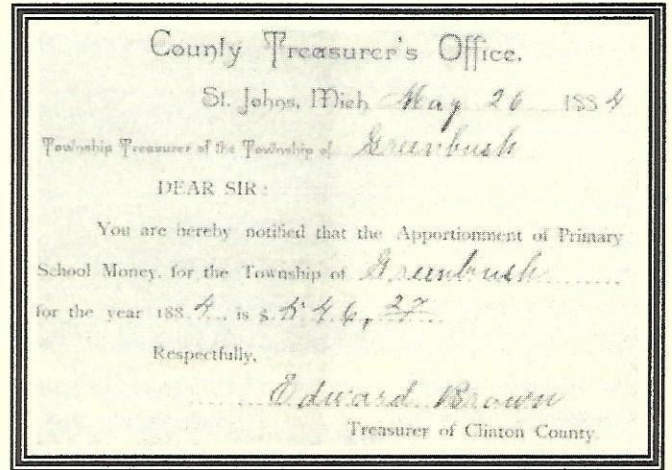 County Treasurer's Office.
St. Johns, Mich May 26 1884
Township Treasurer of the Township of Greenbush
DEAR SIR:
You are hereby notified that the Apportionment of Primary
School Money, for the Township of Greenbush
for the year 1884 is $546.27
Respectfully,
Edward Brown
Treasurer of Clinton County.